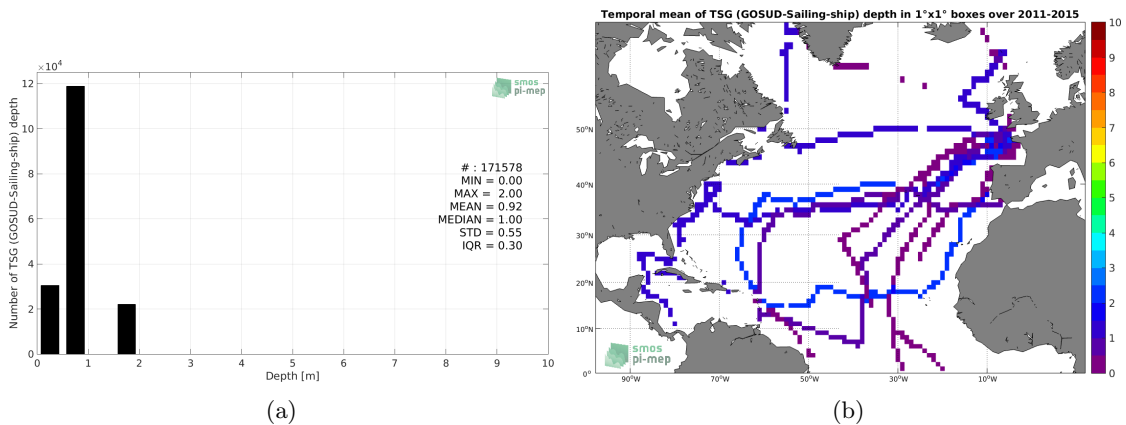 ×10⁴
12
10
8
6
4
2
0
0 1 2 3 4 5 6 7 8 9 10
Number of TSG (GOSUD-Sailing-ship) depth
Depth [m]
smos
pi-mep
# : 171578
MIN = 0.00
MAX = 2.00
MEAN = 0.92
MEDIAN = 1.00
STD = 0.55
IQR = 0.30
(a)
Temporal mean of TSG (GOSUD-Sailing-ship) depth in 1°x1° boxes over 2011-2015
50°N
40°N
30°N
20°N
10°N
0°
90°W 70°W 50°W 30°W 10°W
smos
pi-mep
10
9
8
7
6
5
4
3
2
1
0
(b)